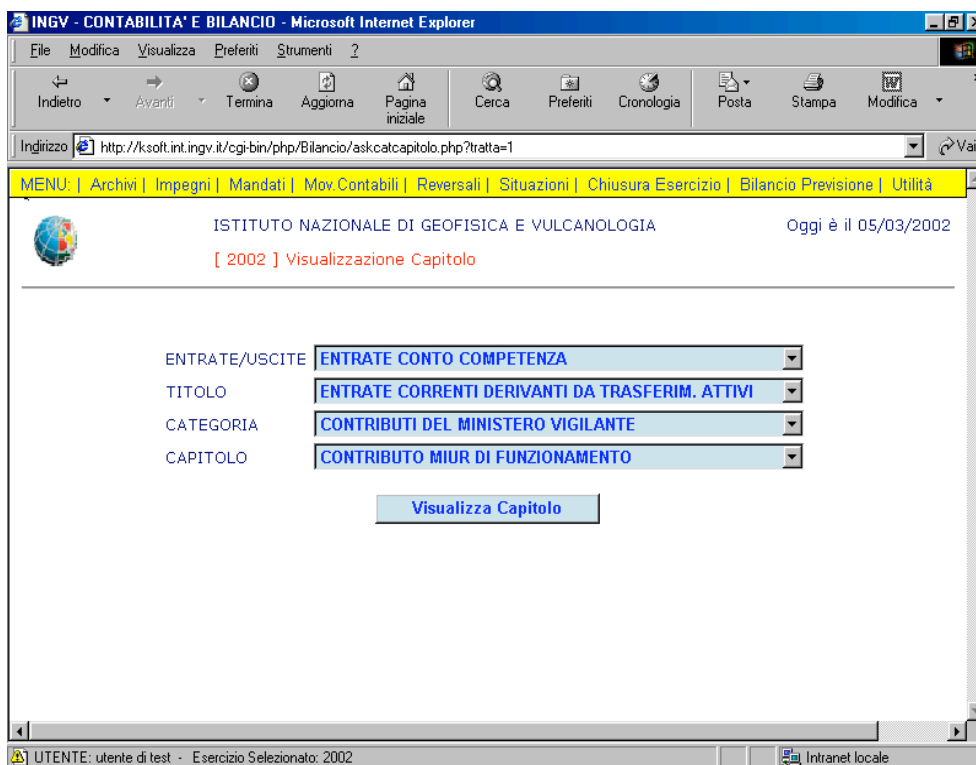 INGV - CONTABILITA' E BILANCIO - Microsoft Internet Explorer
File Modifica Visualizza Preferiti Strumenti ?
Indietro Avanti Termina Aggiorna Pagina iniziale Cerca Preferiti Cronologia Posta Stampa Modifica
Indirizzo http://ksoft.int.ingv.it/cgi-bin/php/Bilancio/askcatcapitolo.php?tratta=1 Vai
MENU: | Archivi | Impegni | Mandati | Mov.Contabili | Reversali | Situazioni | Chiusura Esercizio | Bilancio Previsione | Utilità
ISTITUTO NAZIONALE DI GEOFISICA E VULCANOLOGIA Oggi è il 05/03/2002
[ 2002 ] Visualizzazione Capitolo
ENTRATE/USCITE ENTRATE CONTO COMPETENZA
TITOLO ENTRATE CORRENTI DERIVANTI DA TRASFERIM. ATTIVI
CATEGORIA CONTRIBUTI DEL MINISTERO VIGILANTE
CAPITOLO CONTRIBUTO MIUR DI FUNZIONAMENTO
Visualizza Capitolo
UTENTE: utente di test - Esercizio Selezionato: 2002 Intranet locale